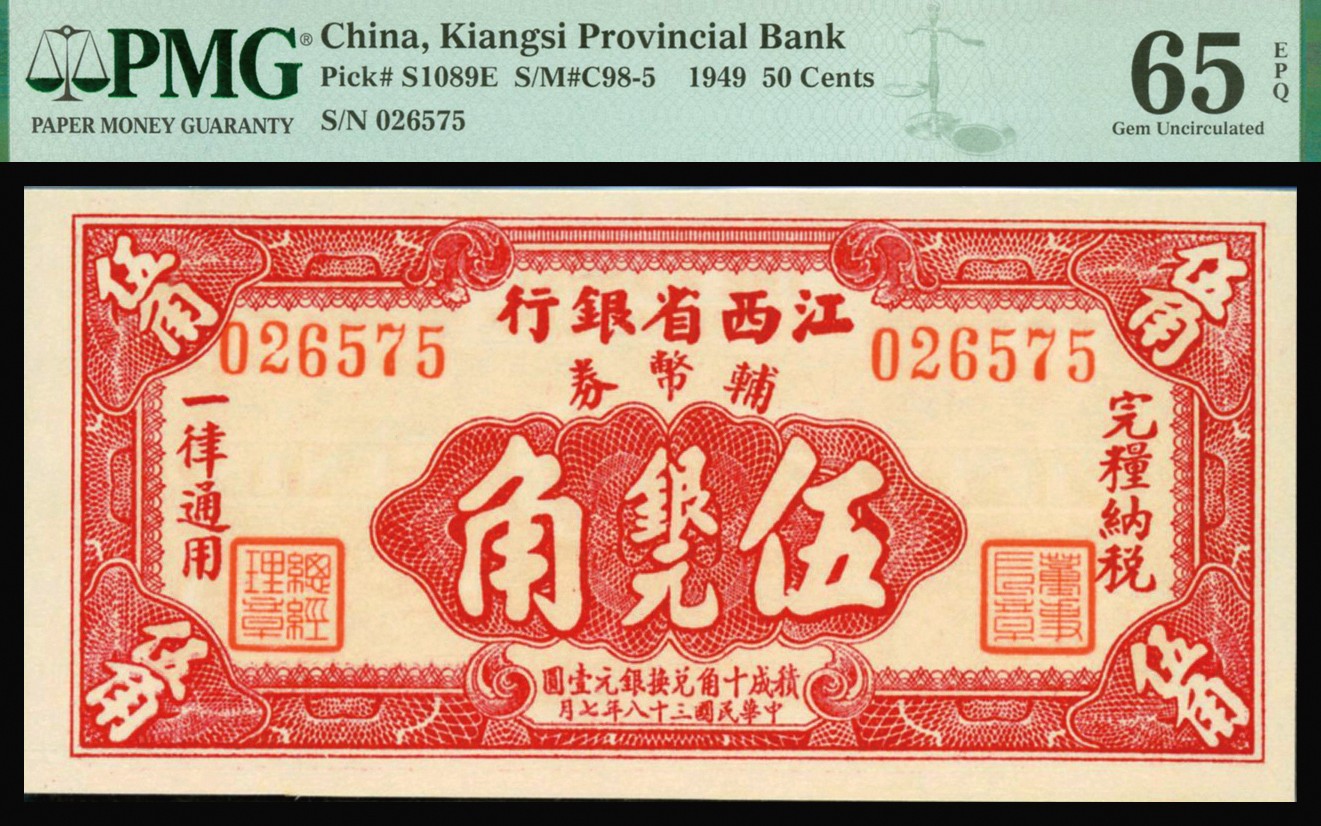 PMG® PAPER MONEY GUARANTY
China, Kiangsi Provincial Bank
Pick# S1089E S/M#C98-5 1949 50 Cents
S/N 026575
65 EPQ
Gem Uncirculated
伍角
伍角
江西省銀行
026575
026575
輔幣券
完糧納稅
一律通用
銀元
伍角
董事長章
總經理章
積成十角兌換銀元壹圓
中華民國三十八年七月
伍角
伍角